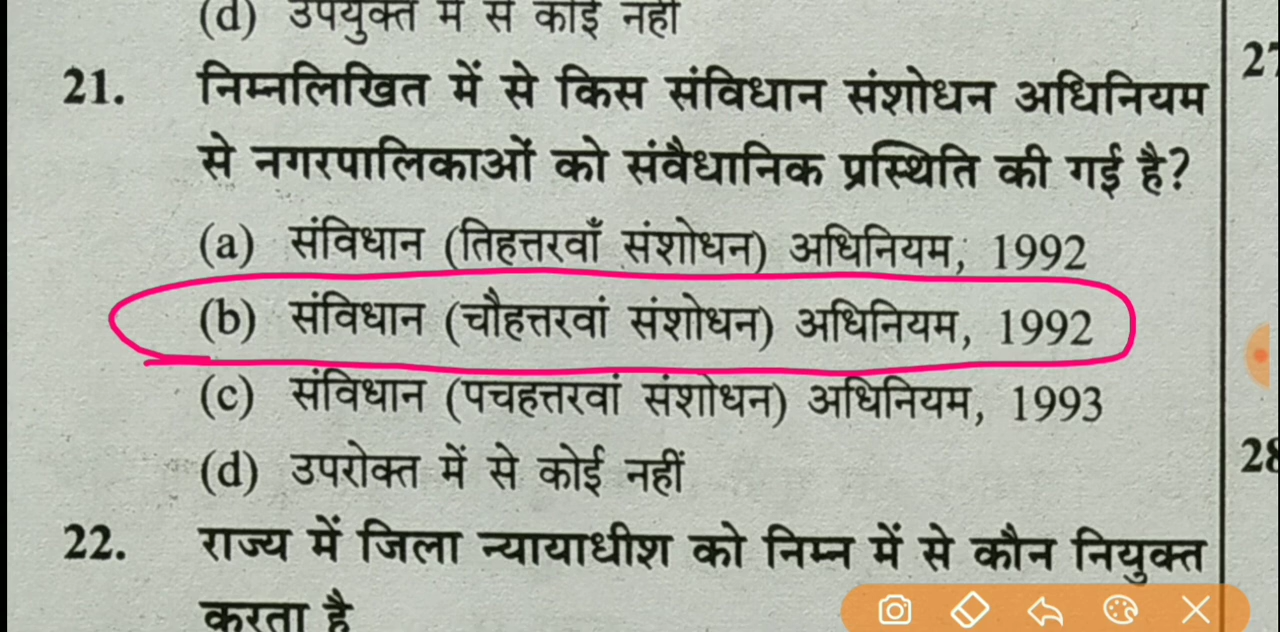 (d) उपर्युक्त में से कोई नहीं
21. निम्नलिखित में से किस संविधान संशोधन अधिनियम
से नगरपालिकाओं को संवैधानिक प्रस्थिति की गई है?
(a) संविधान (तिहत्तरवाँ संशोधन) अधिनियम, 1992
(b) संविधान (चौहत्तरवां संशोधन) अधिनियम, 1992
(c) संविधान (पचहत्तरवां संशोधन) अधिनियम, 1993
(d) उपरोक्त में से कोई नहीं
22. राज्य में जिला न्यायाधीश को निम्न में से कौन नियुक्त
करता है
28